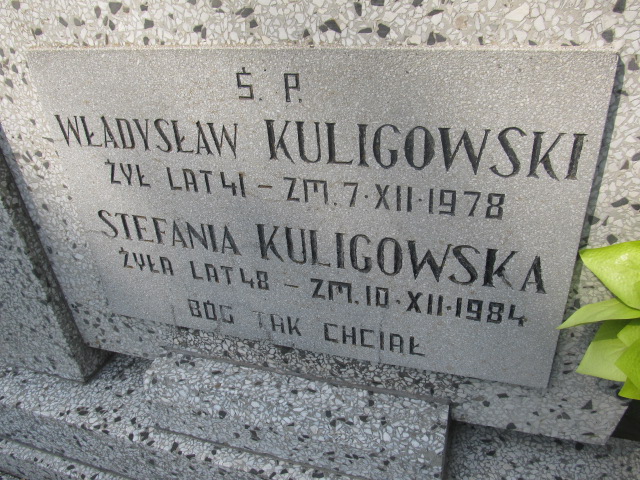 Ś. P.
WŁADYSŁAW KULIGOWSKI
ŻYŁ LAT 41 – ZM. 7·XII·1978
STEFANIA KULIGOWSKA
ŻYŁA LAT 48 – ZM. 10·XII·1984
BÓG TAK CHCIAŁ